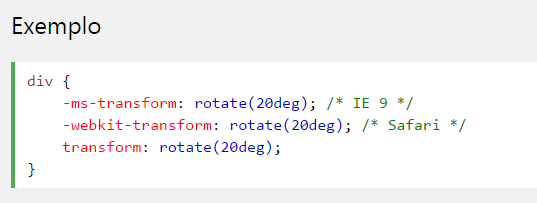 Exemplo
div {
-ms-transform: rotate(20deg); /* IE 9 */
-webkit-transform: rotate(20deg); /* Safari */
transform: rotate(20deg);
}